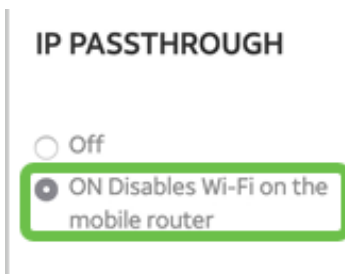 IP PASSTHROUGH
Off
ON Disables Wi-Fi on the
mobile router